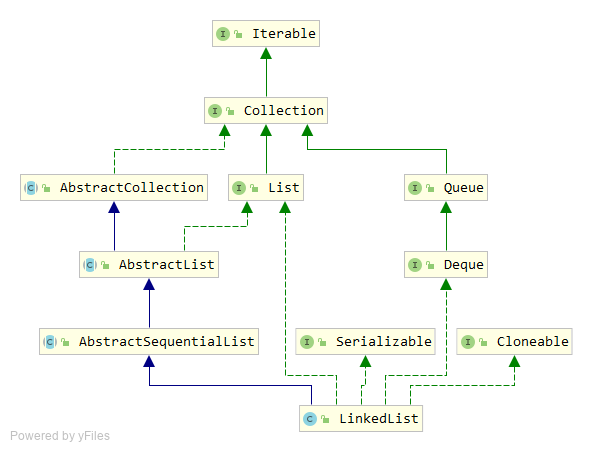 I Iterable
I Collection
C AbstractCollection
I List
I Queue
C AbstractList
I Deque
C AbstractSequentialList
I Serializable
I Cloneable
C LinkedList
Powered by yFiles